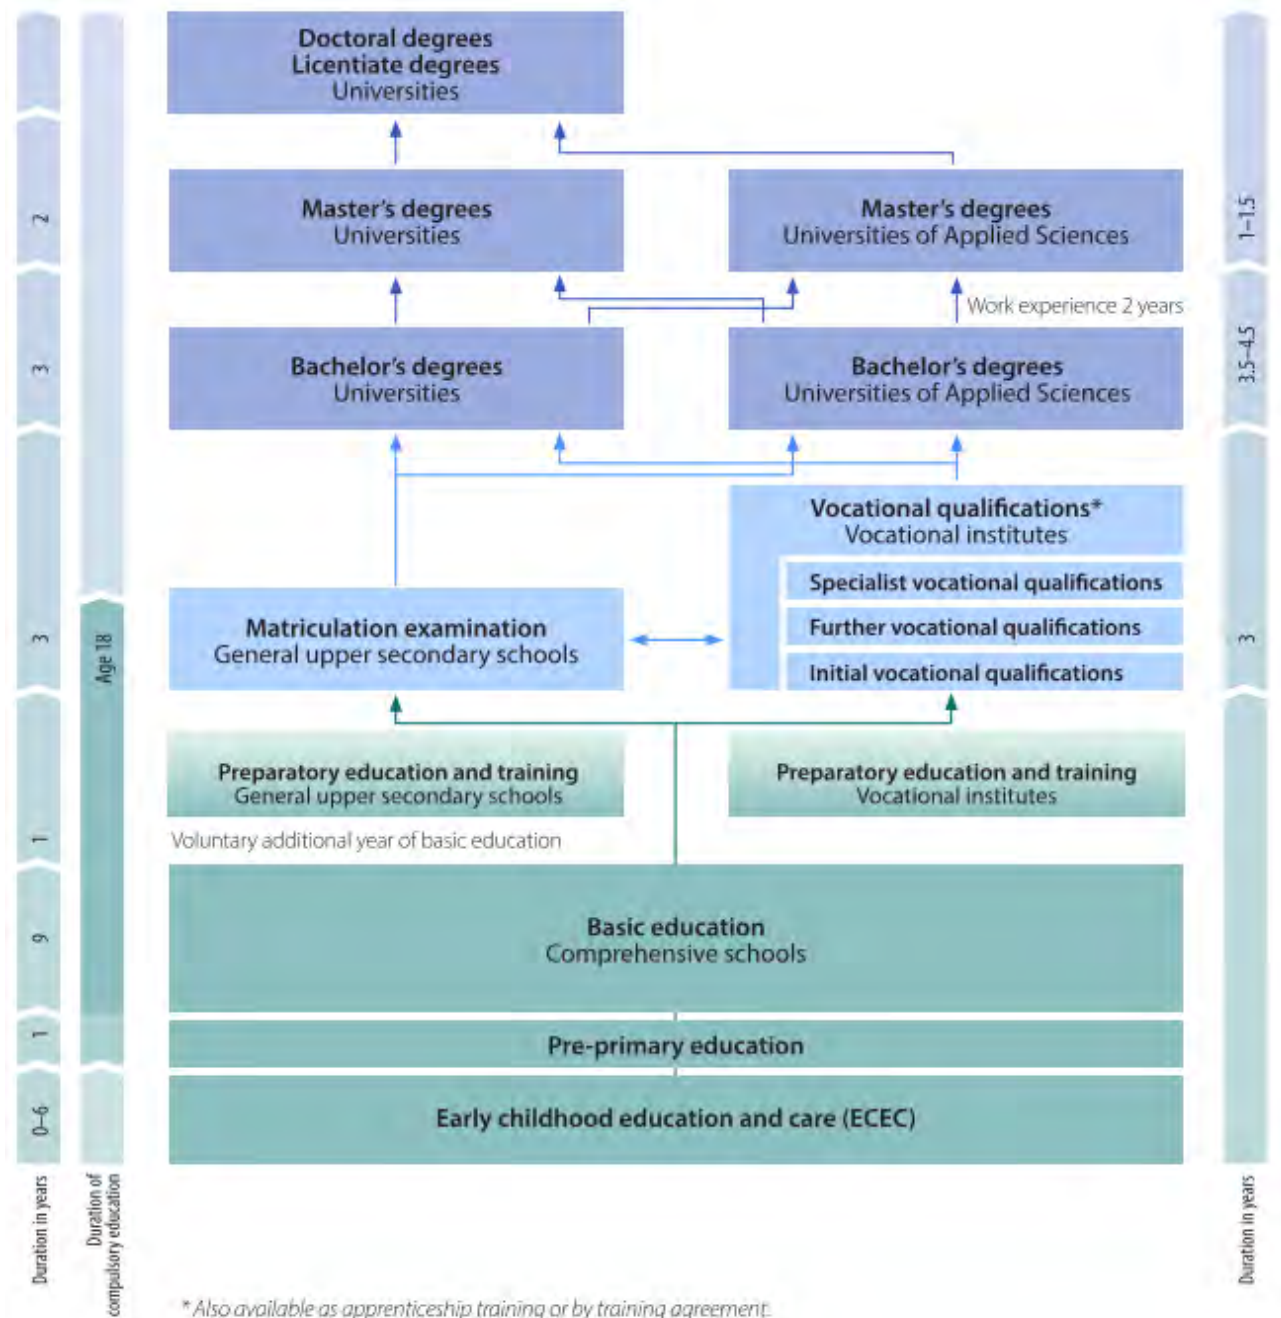 Doctoral degrees
Licentiate degrees
Universities
Master's degrees
Universities
Master's degrees
Universities of Applied Sciences
Work experience 2 years
Bachelor's degrees
Universities
Bachelor's degrees
Universities of Applied Sciences
Vocational qualifications*
Vocational institutes
Specialist vocational qualifications
Further vocational qualifications
Initial vocational qualifications
Matriculation examination
General upper secondary schools
Preparatory education and training
General upper secondary schools
Preparatory education and training
Vocational institutes
Voluntary additional year of basic education
Basic education
Comprehensive schools
Pre-primary education
Early childhood education and care (ECEC)
2
3
3
1
9
1
0–6
Duration in years
Age 18
Duration of
compulsory education
1–1.5
3.5–4.5
3
Duration in years
* Also available as apprenticeship training or by training agreement.